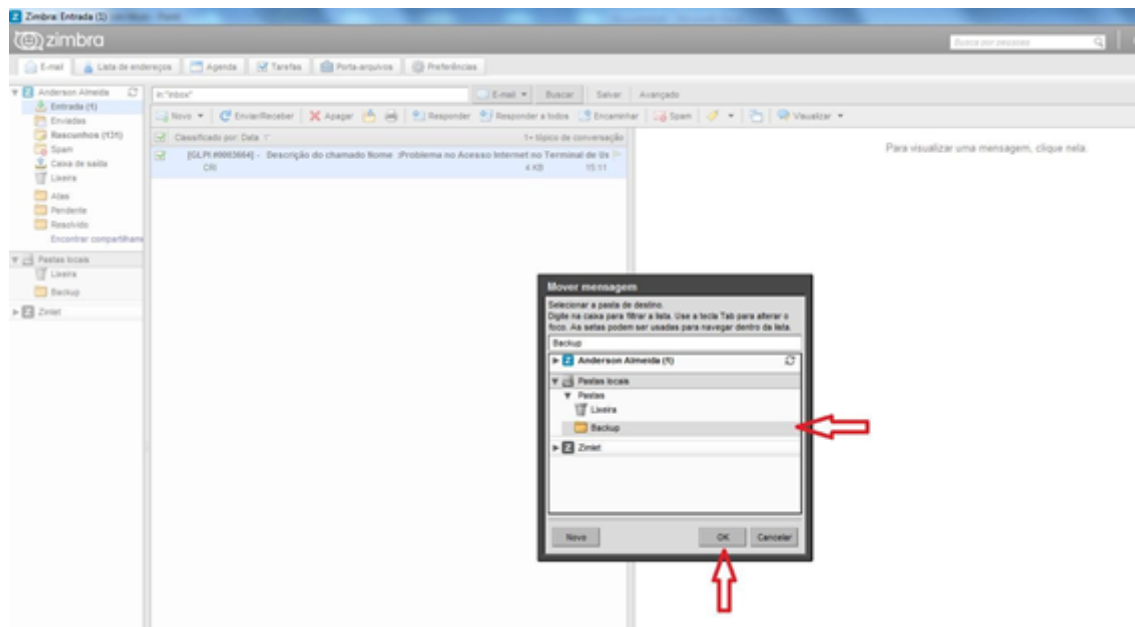 Zimbra: Entrada (1)
zimbra
Busca por pessoas
E-mail Lista de endereços Agenda Tarefas Porta-arquivos Preferências
Anderson Almeida
in:"inbox" E-mail Buscar Salvar Avançado
Entrada (1)
Enviadas
Rascunhos (131)
Spam
Caixa de saída
Lixeira
Atas
Pendente
Resolvido
Encontrar compartilham
Pastas locais
Lixeira
Backup
Zimlet
Novo Enviar/Receber Apagar Responder Responder a todos Encaminhar Spam Visualizar
Classificado por: Data 1+ tópico de conversação
[GLPI #0003664] - Descrição do chamado Nome :Problema no Acesso Internet no Terminal de Us
CRI 4 KB 15:11
Para visualizar uma mensagem, clique nela.
Mover mensagem
Selecionar a pasta de destino.
Digite na caixa para filtrar a lista. Use a tecla Tab para alterar o
foco. As setas podem ser usadas para navegar dentro da lista.
Backup
Anderson Almeida (1)
Pastas locais
Pastas
Lixeira
Backup
Zimlet
Novo OK Cancelar